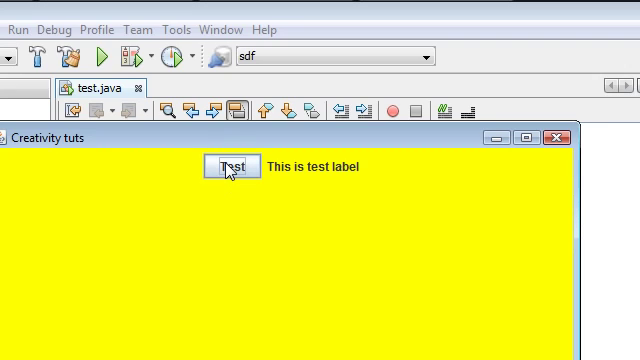 Run Debug Profile Team Tools Window Help
sdf
test.java
Creativity tuts
Test This is test label